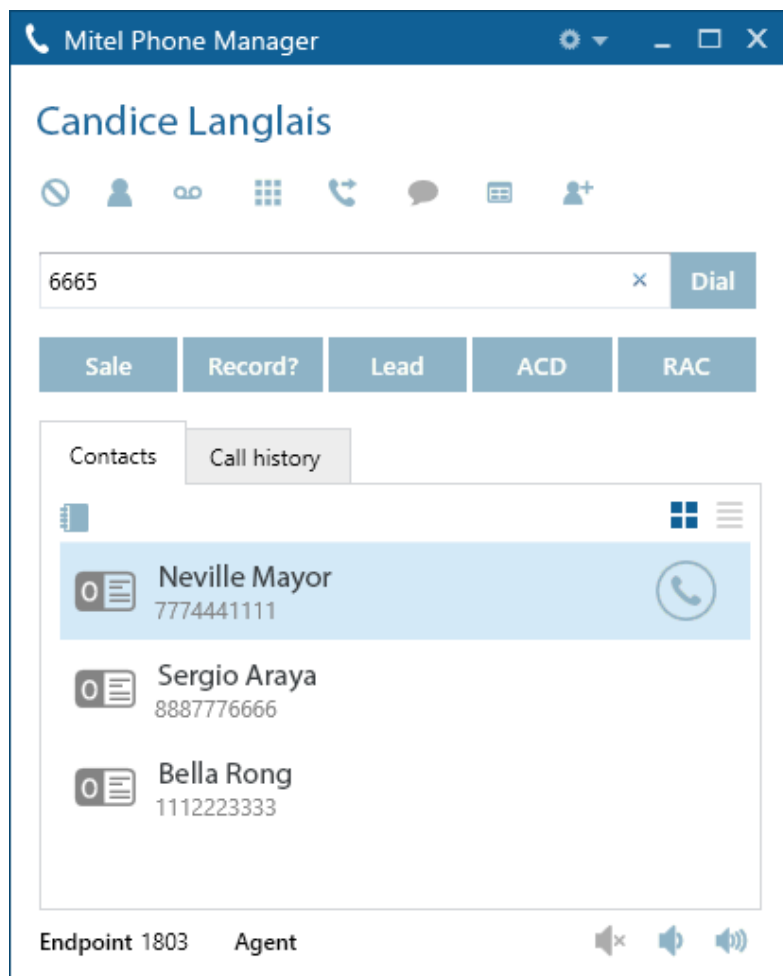 Mitel Phone Manager
Candice Langlais
6665 Dial
Sale Record? Lead ACD RAC
Contacts Call history
O Neville Mayor
7774441111
O Sergio Araya
8887776666
O Bella Rong
1112223333
Endpoint 1803 Agent